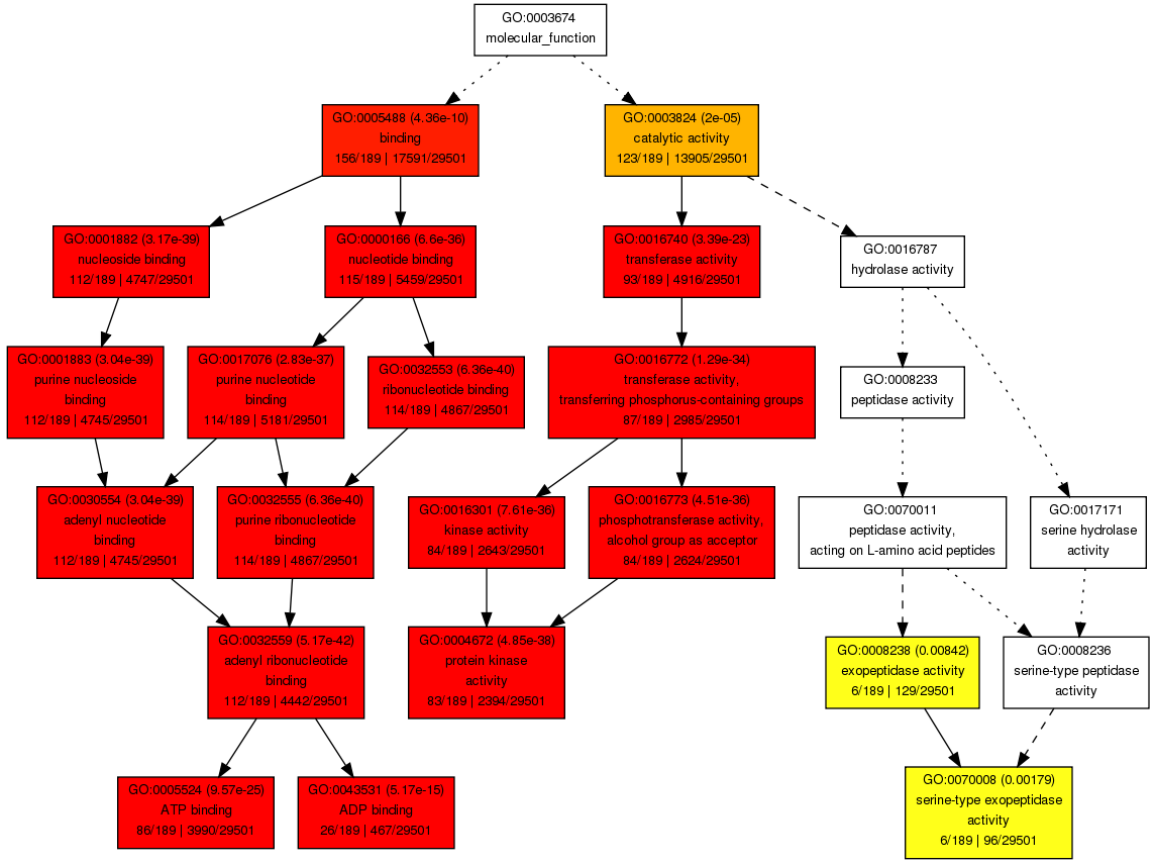 GO:0003674
molecular_function
GO:0005488 (4.36e-10)
binding
156/189 | 17591/29501
GO:0003824 (2e-05)
catalytic activity
123/189 | 13905/29501
GO:0001882 (3.17e-39)
nucleoside binding
112/189 | 4747/29501
GO:0000166 (6.6e-36)
nucleotide binding
115/189 | 5459/29501
GO:0016740 (3.39e-23)
transferase activity
93/189 | 4916/29501
GO:0016787
hydrolase activity
GO:0001883 (3.04e-39)
purine nucleoside
binding
112/189 | 4745/29501
GO:0017076 (2.83e-37)
purine nucleotide
binding
114/189 | 5181/29501
GO:0032553 (6.36e-40)
ribonucleotide binding
114/189 | 4867/29501
GO:0016772 (1.29e-34)
transferase activity,
transferring phosphorus-containing groups
87/189 | 2985/29501
GO:0008233
peptidase activity
GO:0030554 (3.04e-39)
adenyl nucleotide
binding
112/189 | 4745/29501
GO:0032555 (6.36e-40)
purine ribonucleotide
binding
114/189 | 4867/29501
GO:0016301 (7.61e-36)
kinase activity
84/189 | 2643/29501
GO:0016773 (4.51e-36)
phosphotransferase activity,
alcohol group as acceptor
84/189 | 2624/29501
GO:0070011
peptidase activity,
acting on L-amino acid peptides
GO:0017171
serine hydrolase
activity
GO:0032559 (5.17e-42)
adenyl ribonucleotide
binding
112/189 | 4442/29501
GO:0004672 (4.85e-38)
protein kinase
activity
83/189 | 2394/29501
GO:0008238 (0.00842)
exopeptidase activity
6/189 | 129/29501
GO:0008236
serine-type peptidase
activity
GO:0005524 (9.57e-25)
ATP binding
86/189 | 3990/29501
GO:0043531 (5.17e-15)
ADP binding
26/189 | 467/29501
GO:0070008 (0.00179)
serine-type exopeptidase
activity
6/189 | 96/29501